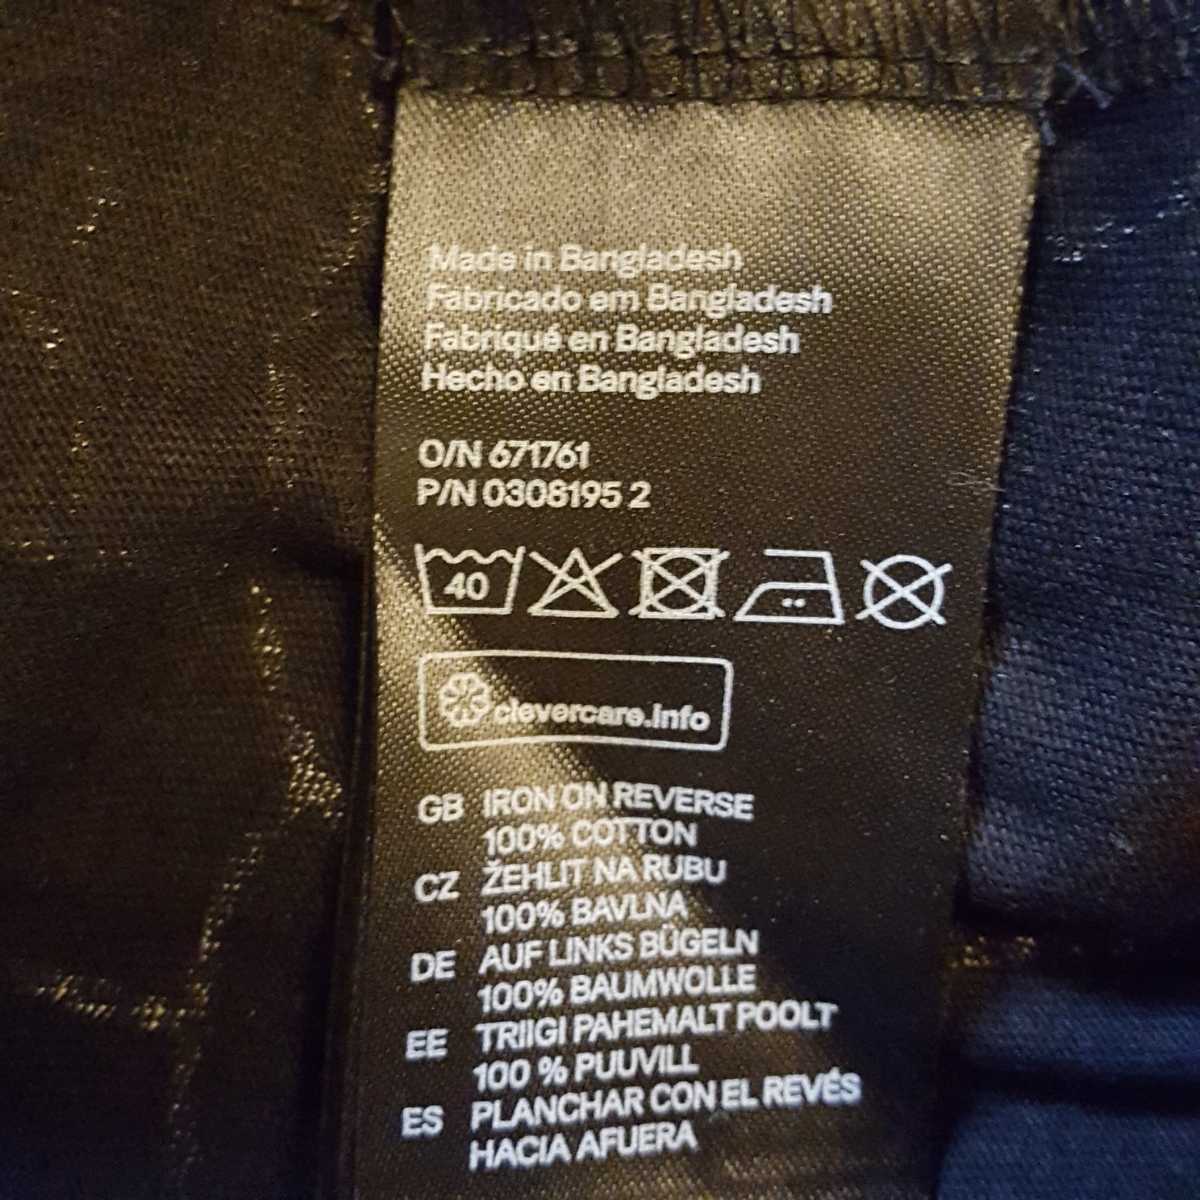 Made in Bangladesh
Fabricado em Bangladesh
Fabriqué en Bangladesh
Hecho en Bangladesh
O/N 671761
P/N 0308195 2
40
clevercare.info
GB IRON ON REVERSE
100% COTTON
CZ ŽEHLIT NA RUBU
100% BAVLNA
DE AUF LINKS BÜGELN
100% BAUMWOLLE
EE TRIIGI PAHEMALT POOLT
100 % PUUVILL
ES PLANCHAR CON EL REVÉS
HACIA AFUERA